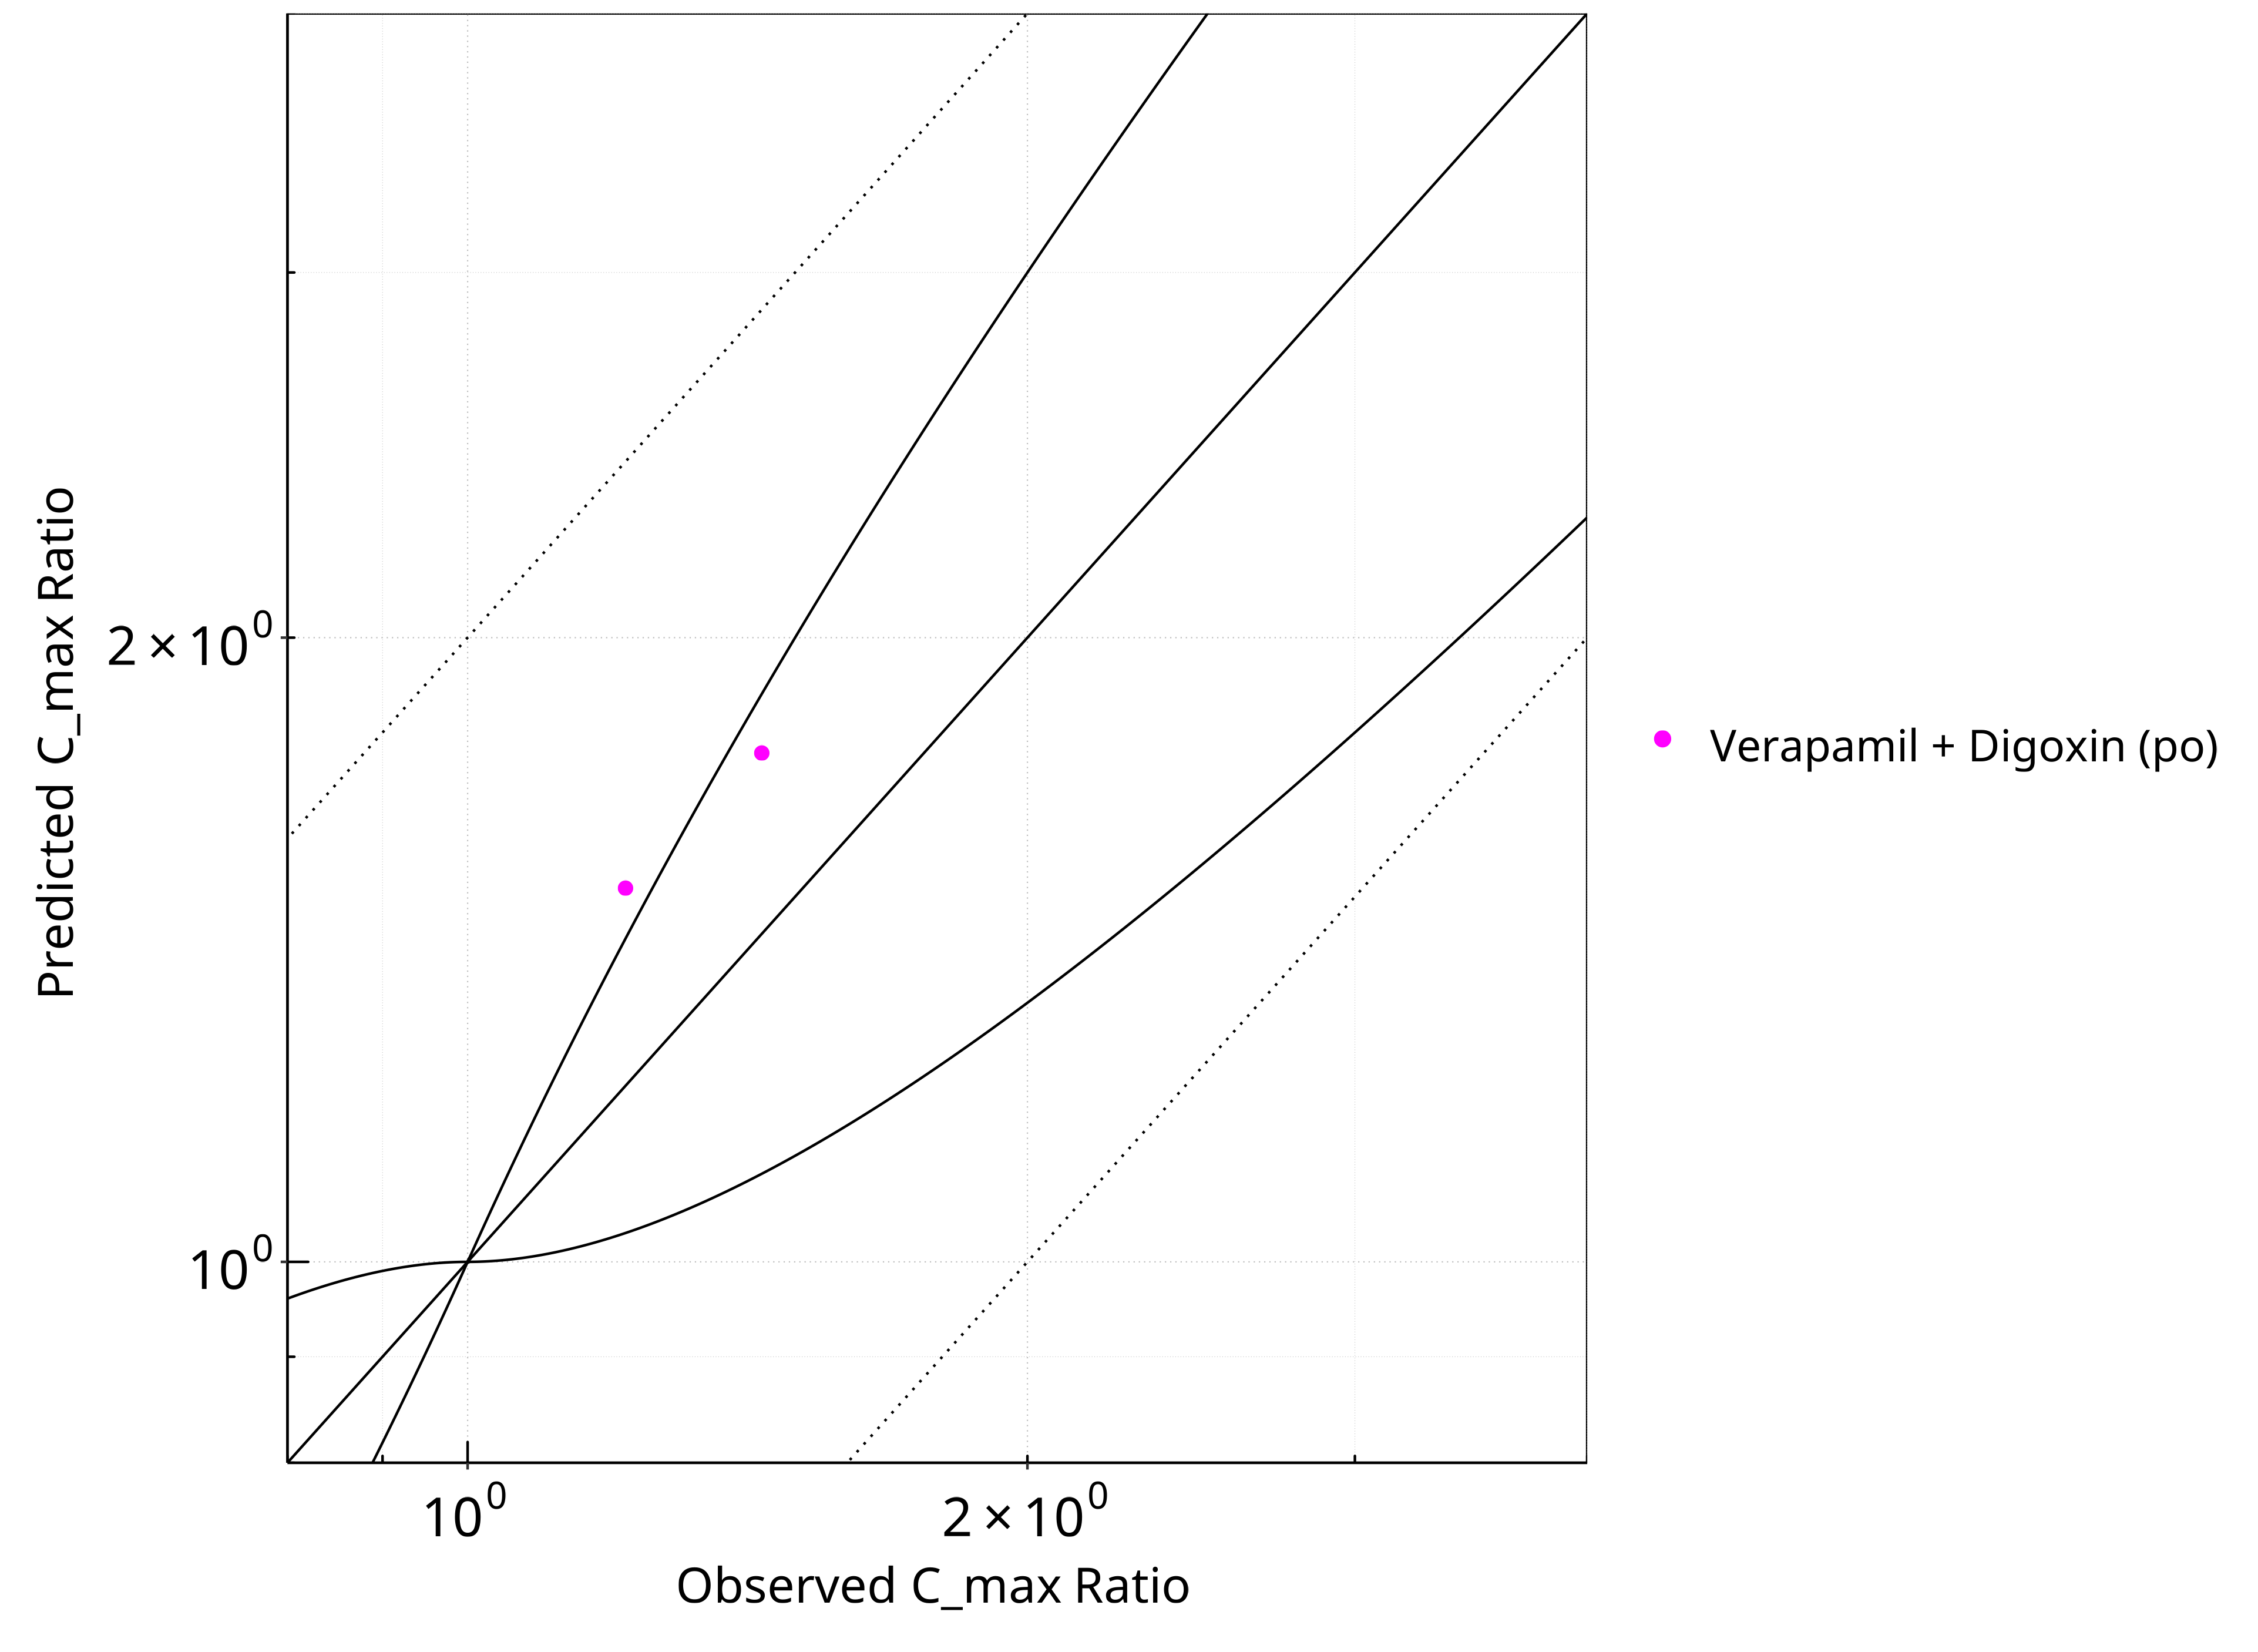 Predicted C_max Ratio
2 × 10⁰
10⁰
10⁰
2 × 10⁰
Observed C_max Ratio
Verapamil + Digoxin (po)